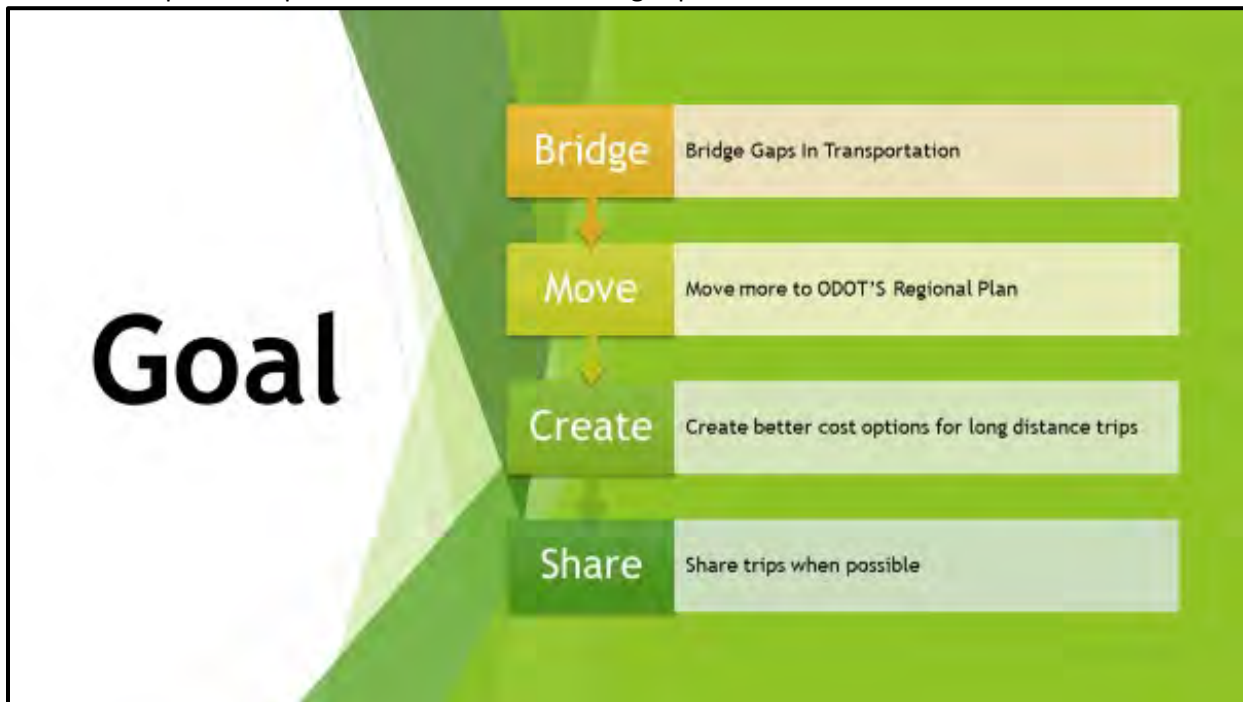 Goal
Bridge
Bridge Gaps In Transportation
Move
Move more to ODOT'S Regional Plan
Create
Create better cost options for long distance trips
Share
Share trips when possible